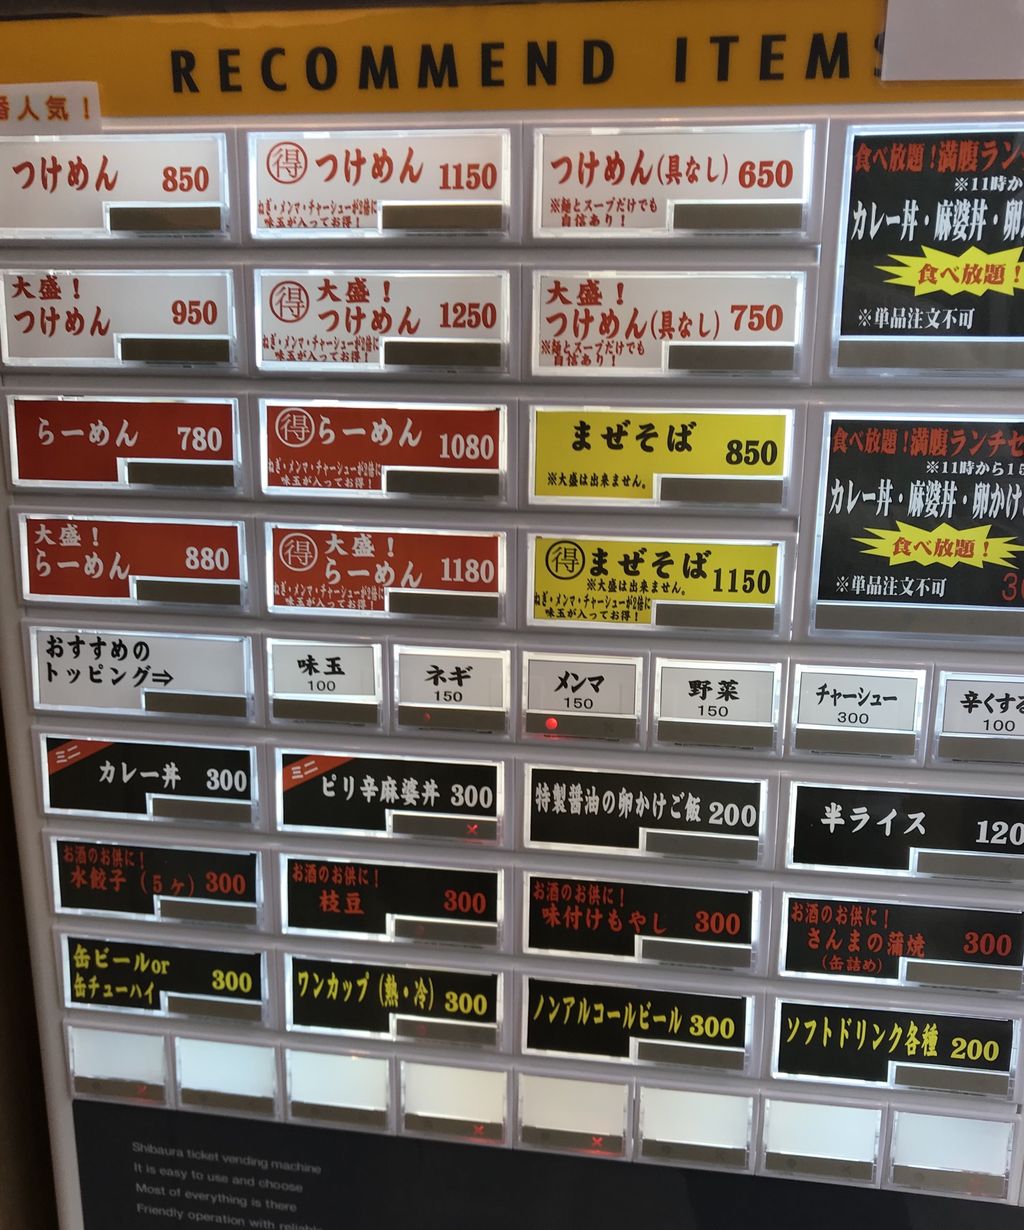 RECOMMEND ITEMS
番人気！
つけめん 850
得 つけめん 1150
ねぎ・メンマ・チャーシューが2倍に
味玉が入ってお得！
つけめん(具なし) 650
※麺とスープだけでも
自信あり！
食べ放題！満腹ラン
※11時か
カレー丼・麻婆丼・卵か
食べ放題！
※単品注文不可
大盛！
つけめん 950
得 大盛！
つけめん 1250
ねぎ・メンマ・チャーシューが2倍に
味玉が入ってお得！
大盛！
つけめん(具なし) 750
※麺とスープだけでも
自信あり！
らーめん 780
得 らーめん 1080
ねぎ・メンマ・チャーシューが2倍に
味玉が入ってお得！
まぜそば 850
※大盛は出来ません。
食べ放題！満腹ランチセ
※11時から15
カレー丼・麻婆丼・卵かけ
食べ放題！
※単品注文不可
大盛！
らーめん 880
得 大盛！
らーめん 1180
ねぎ・メンマ・チャーシューが2倍に
味玉が入ってお得！
得 まぜそば 1150
※大盛は出来ません。
ねぎ・メンマ・チャーシューが2倍に
味玉が入ってお得！
おすすめの
トッピング⇒
味玉
100
ネギ
150
メンマ
150
野菜
150
チャーシュー
300
辛くする
100
ミニ カレー丼 300
ミニ ピリ辛麻婆丼 300
特製醤油の卵かけご飯 200
半ライス 120
お酒のお供に！
水餃子（5ヶ） 300
お酒のお供に！
枝豆 300
お酒のお供に！
味付けもやし 300
お酒のお供に！
さんまの蒲焼 300
(缶詰め)
缶ビールor
缶チューハイ 300
ワンカップ（熱・冷） 300
ノンアルコールビール 300
ソフトドリンク各種 200
Shibaura ticket vending machine
It is easy to use and choose
Most of everything is there
Friendly operation with